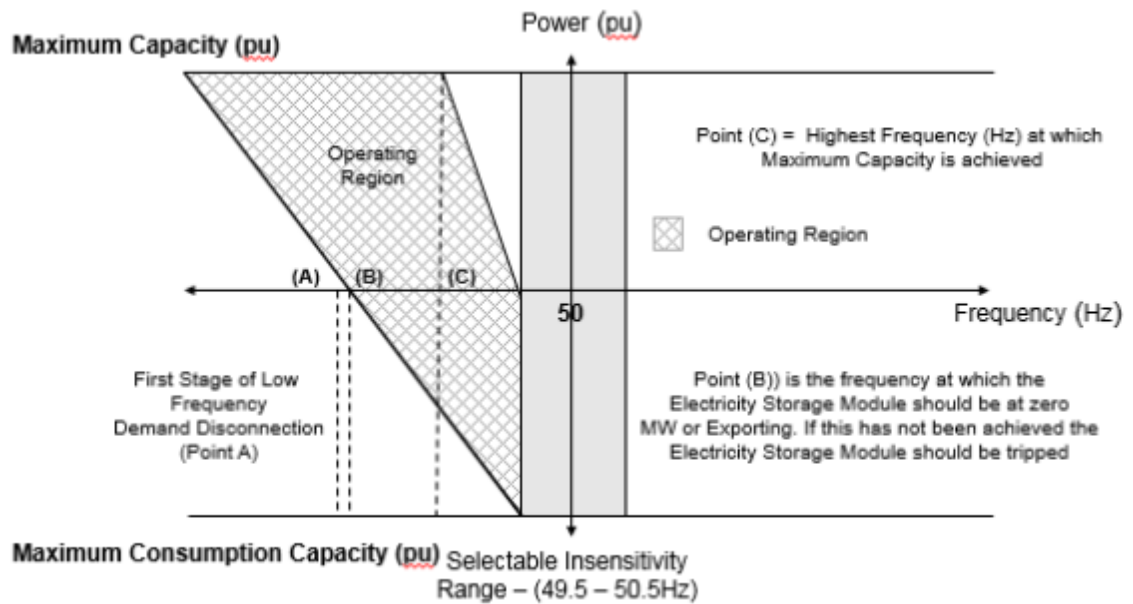 Power (pu)
Maximum Capacity (pu)
Point (C) = Highest Frequency (Hz) at which
Maximum Capacity is achieved
Operating
Region
Operating Region
(A)
(B)
(C)
50
Frequency (Hz)
First Stage of Low
Frequency
Demand Disconnection
(Point A)
Point (B)) is the frequency at which the
Electricity Storage Module should be at zero
MW or Exporting. If this has not been achieved the
Electricity Storage Module should be tripped
Maximum Consumption Capacity (pu)
Selectable Insensitivity
Range – (49.5 – 50.5Hz)